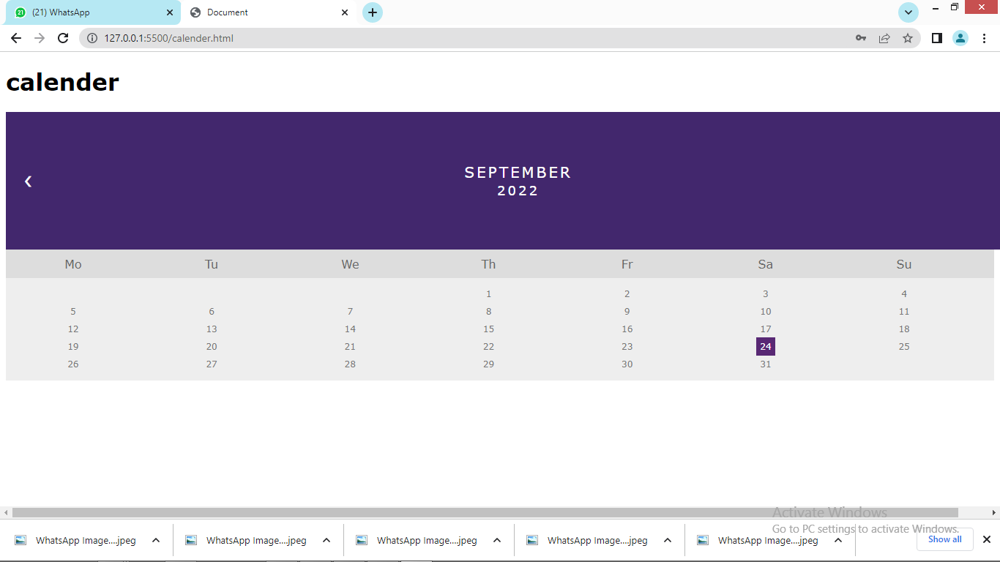 (21) WhatsApp
Document
127.0.0.1:5500/calender.html
calender
❮
SEPTEMBER
2022
Mo Tu We Th Fr Sa Su
1 2 3 4
5 6 7 8 9 10 11
12 13 14 15 16 17 18
19 20 21 22 23 24 25
26 27 28 29 30 31
Activate Windows
Go to PC settings to activate Windows.
WhatsApp Image....jpeg WhatsApp Image....jpeg WhatsApp Image....jpeg WhatsApp Image....jpeg WhatsApp Image....jpeg Show all